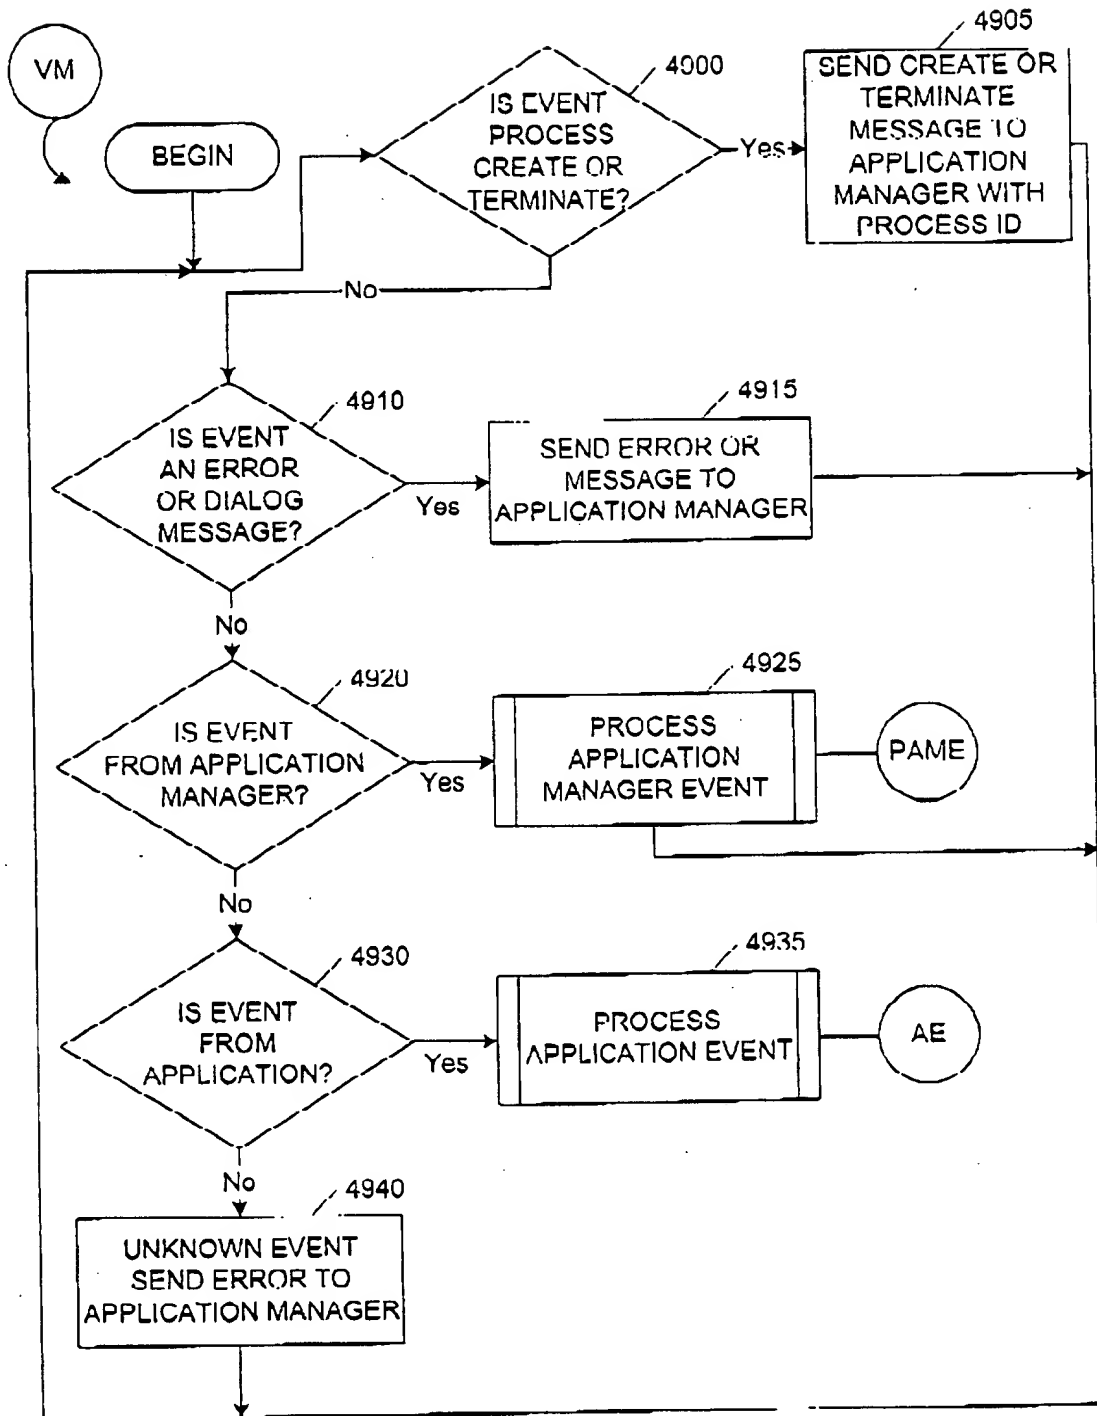 VM
BEGIN
4900
IS EVENT
PROCESS
CREATE OR
TERMINATE?
Yes
4905
SEND CREATE OR
TERMINATE
MESSAGE TO
APPLICATION
MANAGER WITH
PROCESS ID
No
4910
IS EVENT
AN ERROR
OR DIALOG
MESSAGE?
Yes
4915
SEND ERROR OR
MESSAGE TO
APPLICATION MANAGER
No
4920
IS EVENT
FROM APPLICATION
MANAGER?
Yes
4925
PROCESS
APPLICATION
MANAGER EVENT
PAME
No
4930
IS EVENT
FROM
APPLICATION?
Yes
4935
PROCESS
APPLICATION EVENT
AE
No
4940
UNKNOWN EVENT
SEND ERROR TO
APPLICATION MANAGER